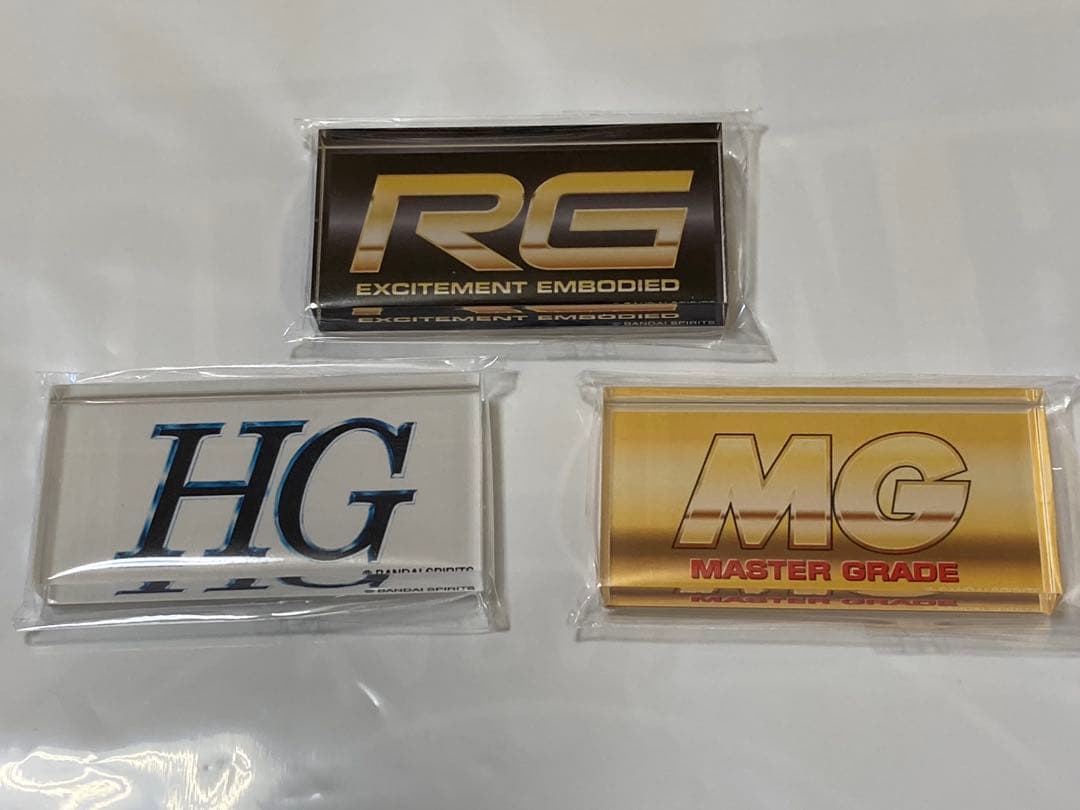 RG
EXCITEMENT EMBODIED
EXCITEMENT EMBODIED
© BANDAI SPIRITS
HG
© BANDAI SPIRITS
© BANDAI SPIRITS
MG
MASTER GRADE
MASTER GRADE